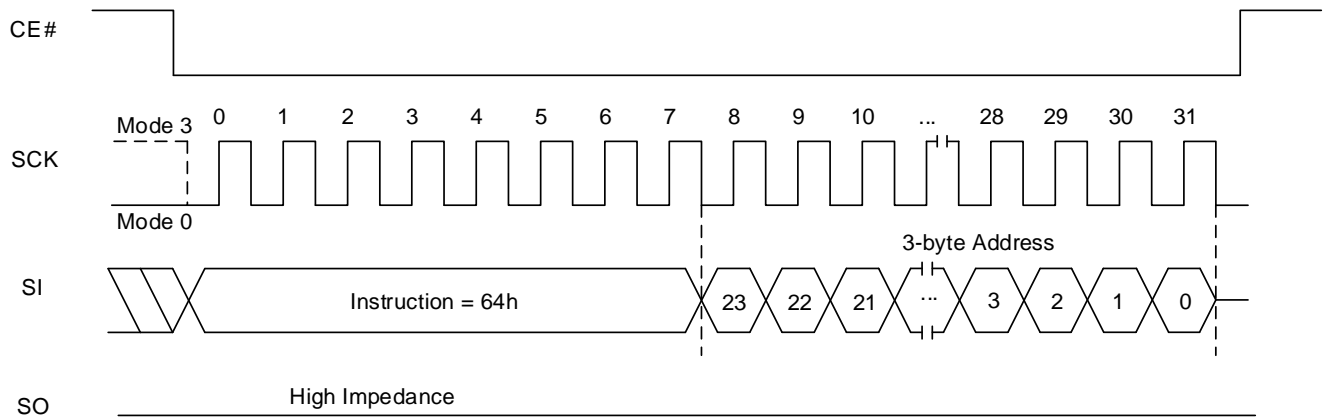 CE#
0 1 2 3 4 5 6 7 8 9 10 ... 28 29 30 31
Mode 3
SCK
Mode 0
3-byte Address
SI
Instruction = 64h 23 22 21 ... 3 2 1 0
High Impedance
SO